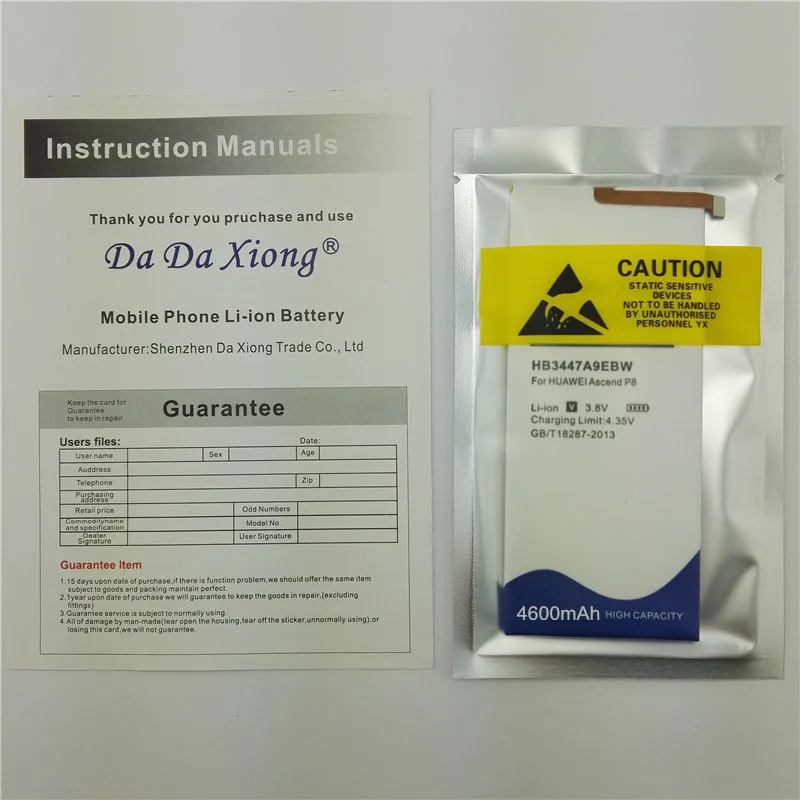 Instruction Manuals
Thank you for you pruchase and use
Da Da Xiong®
Mobile Phone Li-ion Battery
Manufacturer:Shenzhen Da Xiong Trade Co., Ltd
Keep the card for
Guarantee
to keep in repair
Guarantee
Users files:
Date:
User name
Sex
Age
Auddress
Telephone
Zip
Purchasing
address
Retail price
Odd Numbers
Commodityname
and specification
Model No.
Dealer
Signature
User Signature
Guarantee Item
1.15 days upon date of purchase,if there is function problem,we should offer the same item
subject to goods and packing maintain perfect.
2.1year upon date of purchase we will guarantee to keep the goods in repair,(excluding
fittings)
3.Guarantee service is subject to normally using.
4.All of damage by man-made(tear open the housing,tear off the sticker,unnormally using),or
losing this card,we will not guarantee.
CAUTION
STATIC SENSITIVE
DEVICES
NOT TO BE HANDLED
BY UNAUTHORISED
PERSONNEL YX
HB3447A9EBW
For HUAWEI Ascend P8
Li-ion V 3.8V
Charging Limit:4.35V
GB/T18287-2013
4600mAh HIGH CAPACITY